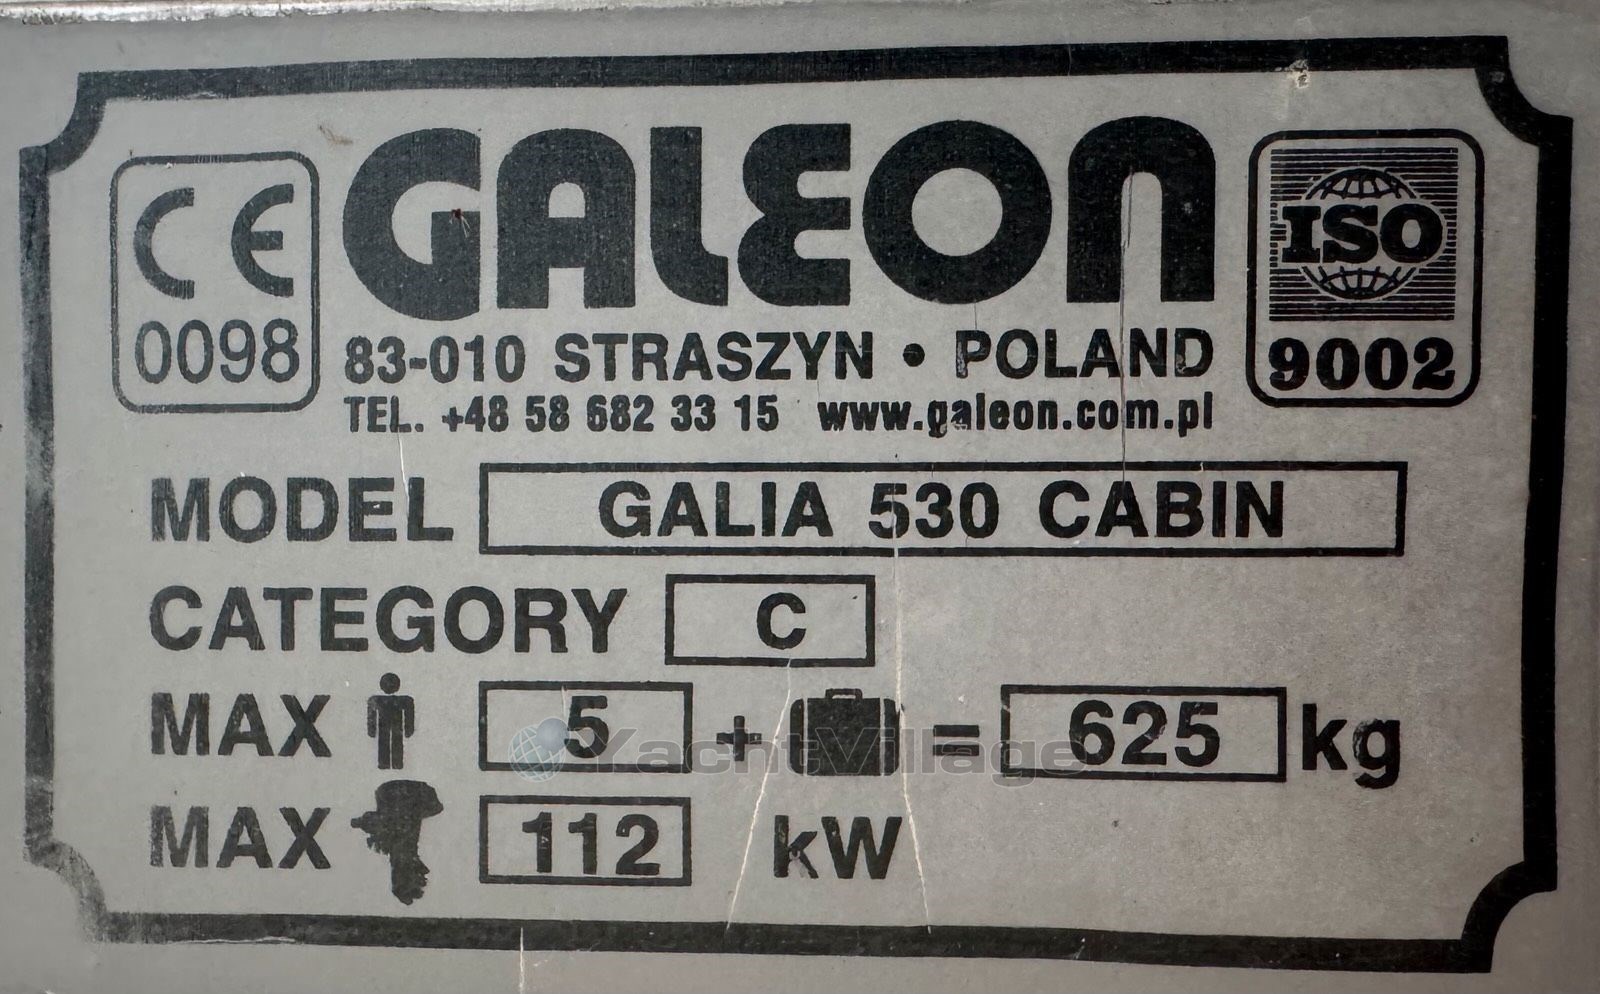 CE
0098
GALEON
83-010 STRASZYN • POLAND
TEL. +48 58 682 33 15 www.galeon.com.pl
ISO
9002
MODEL GALIA 530 CABIN
CATEGORY C
MAX 5 + = 625 kg
YachtVillage
MAX 112 kW